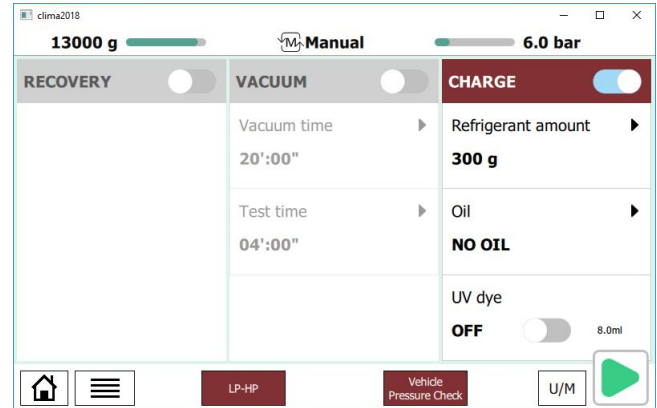 clima2018
13000 g
M Manual
6.0 bar
RECOVERY
VACUUM
CHARGE
Vacuum time
20':00"
Refrigerant amount
300 g
Test time
04':00"
Oil
NO OIL
UV dye
OFF
8.0ml
LP-HP
Vehicle
Pressure Check
U/M